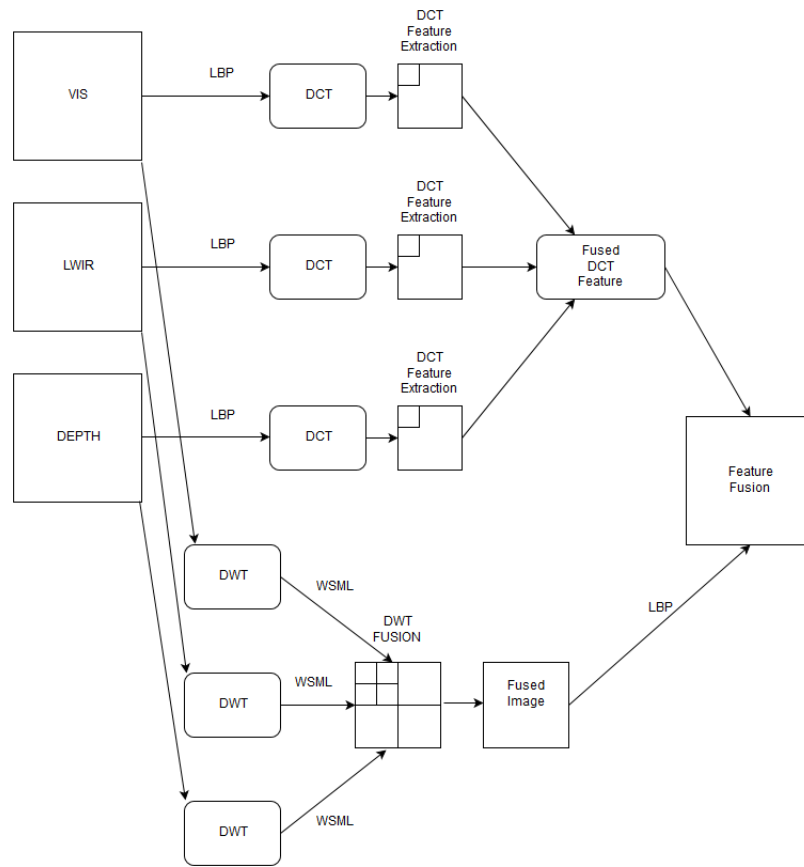 DCT
Feature
Extraction
VIS
LBP
DCT
DCT
Feature
Extraction
LWIR
LBP
DCT
Fused
DCT
Feature
DCT
Feature
Extraction
DEPTH
LBP
DCT
Feature
Fusion
DWT
WSML
DWT
FUSION
LBP
DWT
WSML
Fused
Image
DWT
WSML